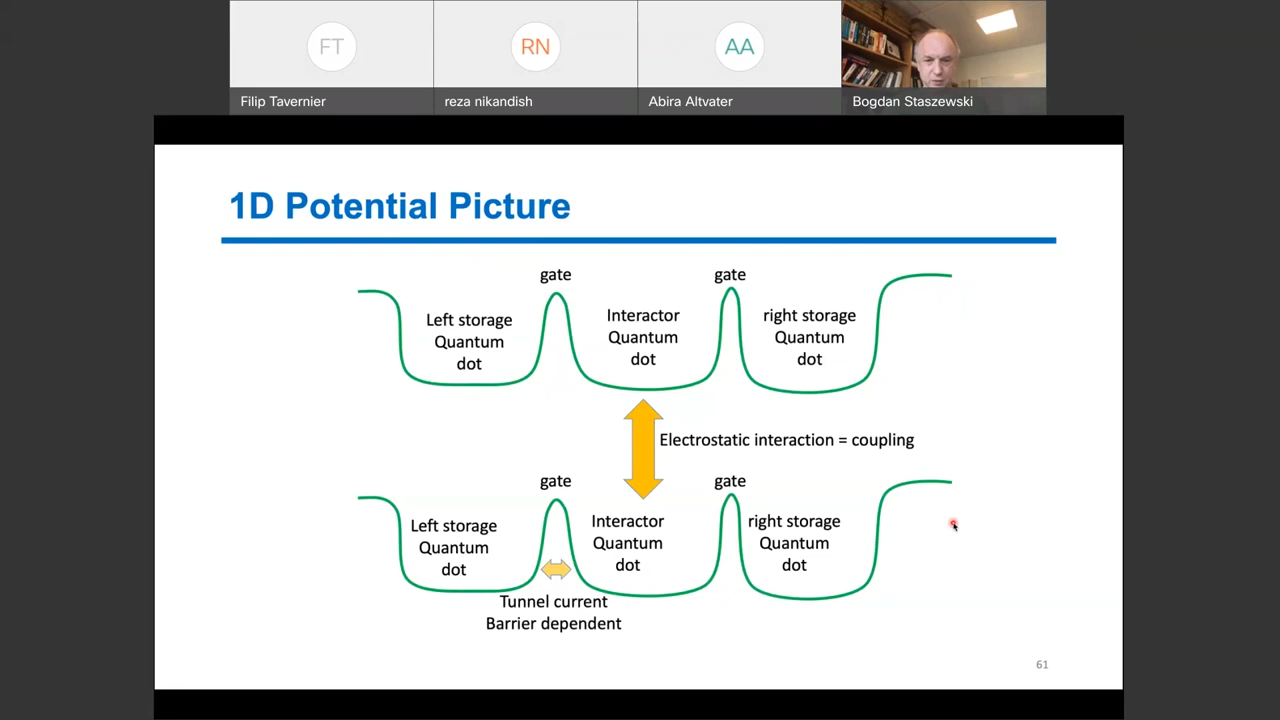 FT
RN
AA
Filip Tavernier
reza nikandish
Abira Altvater
Bogdan Staszewski
1D Potential Picture
gate
gate
Left storage
Quantum
dot
Interactor
Quantum
dot
right storage
Quantum
dot
Electrostatic interaction = coupling
gate
gate
Left storage
Quantum
dot
Interactor
Quantum
dot
right storage
Quantum
dot
Tunnel current
Barrier dependent
61